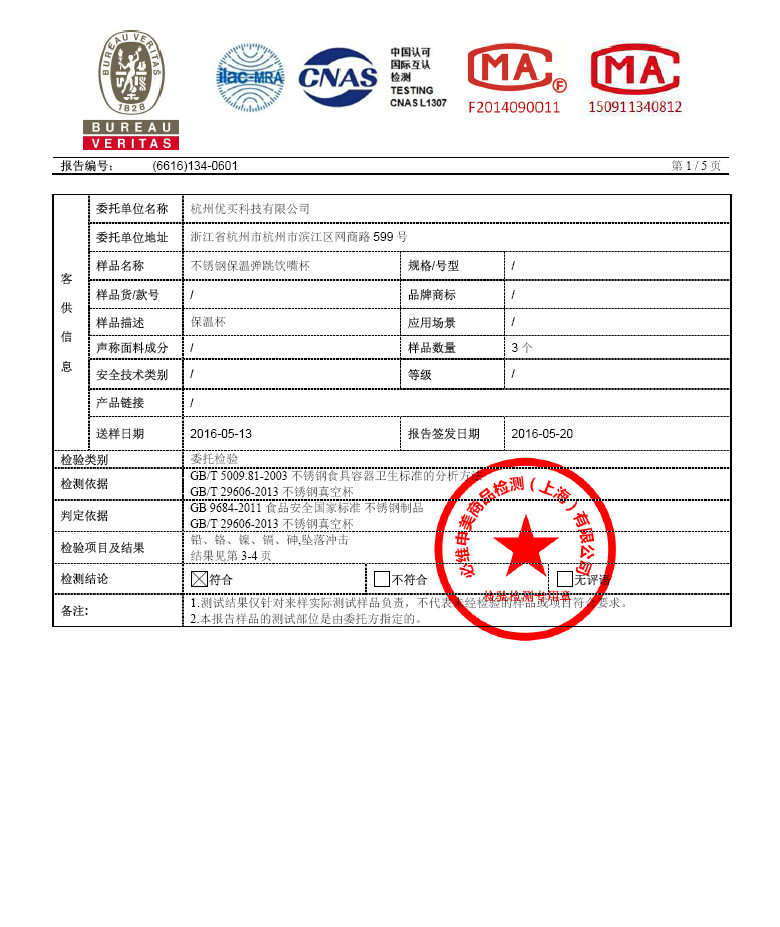 BUREAU VERITAS
1828
BUREAU
VERITAS
ilac-MRA
CNAS
中国认可
国际互认
检测
TESTING
CNAS L1307
MA
F
F2014090011
MA
150911340812
报告编号: (6616)134-0601 第 1 / 5 页
客供信息
委托单位名称 杭州优买科技有限公司
委托单位地址 浙江省杭州市杭州市滨江区网商路 599 号
样品名称 不锈钢保温弹跳饮嘴杯 规格/号型 /
样品货/款号 / 品牌商标 /
样品描述 保温杯 应用场景 /
声称面料成分 / 样品数量 3 个
安全技术类别 / 等级 /
产品链接 /
送样日期 2016-05-13 报告签发日期 2016-05-20
检验类别 委托检验
检测依据 GB/T 5009.81-2003 不锈钢食具容器卫生标准的分析方法
GB/T 29606-2013 不锈钢真空杯
判定依据 GB 9684-2011 食品安全国家标准 不锈钢制品
GB/T 29606-2013 不锈钢真空杯
检验项目及结果 铅、铬、镍、镉、砷,坠落冲击
结果见第 3-4 页
检测结论 符合 不符合 无评语
备注: 1.测试结果仅针对来样实际测试样品负责，不代表未经检验的样品或项目符合要求。
2.本报告样品的测试部位是由委托方指定的。
必维申美商品检测（上海）有限公司
检验检测专用章